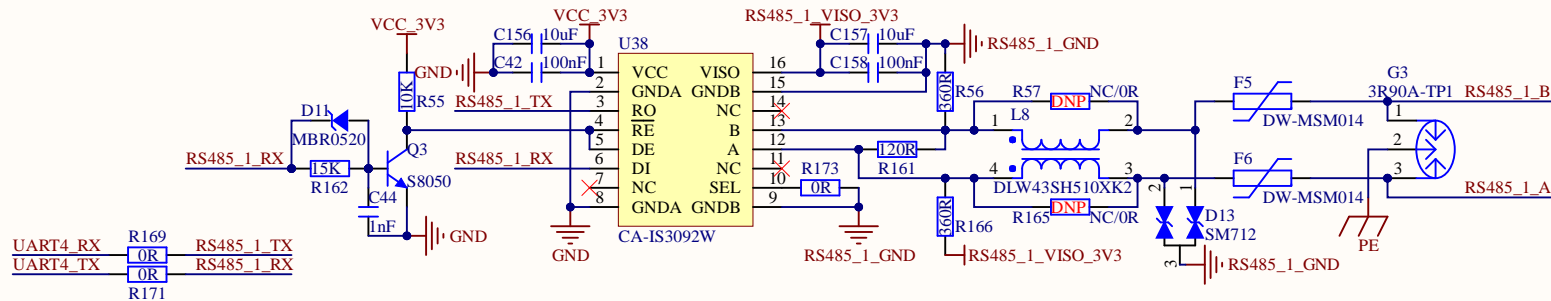 VCC_3V3
VCC_3V3
RS485_1_VISO_3V3
C156
10uF
U38
C157
10uF
RS485_1_GND
GND
C42
100nF
1
VCC
VISO
16
C158
100nF
10K
R55
2
GNDA
GNDB
15
360R
R56
R57
DNP
NC/0R
F5
G3
3R90A-TP1
RS485_1_B
RS485_1_TX
3
RO
NC
14
L8
DW-MSM014
1
D11
MBR0520
4
RE
B
13
1
2
Q3
5
DE
A
12
120R
R161
2
RS485_1_RX
15K
R162
RS485_1_RX
6
DI
NC
11
4
3
F6
3
S8050
7
NC
SEL
10
R173
0R
DLW43SH510XK2
DW-MSM014
RS485_1_A
C44
1nF
8
GNDA
GNDB
9
360R
R166
R165
DNP
NC/0R
2
1
D13
SM712
GND
CA-IS3092W
PE
UART4_RX
R169
0R
RS485_1_TX
GND
RS485_1_GND
RS485_1_VISO_3V3
3
RS485_1_GND
UART4_TX
0R
R171
RS485_1_RX